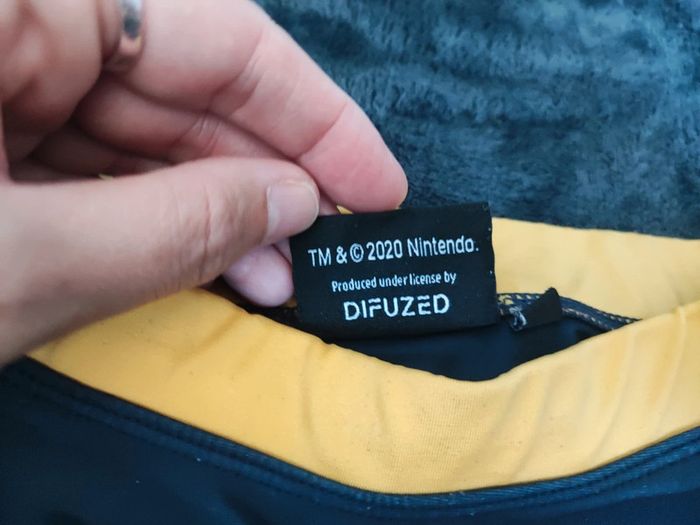 TM & © 2020 Nintendo.
Produced under license by
DIFUZED